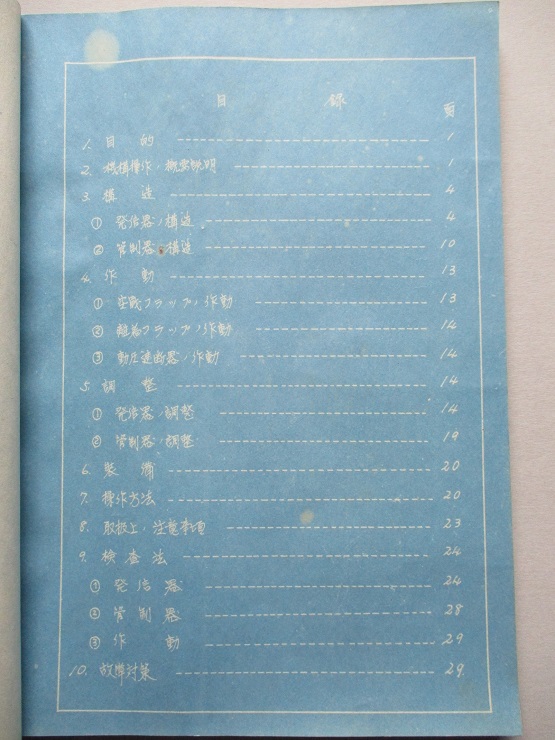 目 録
頁
1. 目 的 1
2. 機構操作ノ概要説明 1
3. 構 造 4
① 発信器ノ構造 4
② 管制器ノ構造 10
4. 作 動 13
① 空戦フラップノ作動 13
② 離着フラップノ作動 14
③ 動圧遮断器ノ作動 14
5. 調 整 14
① 発信器ノ調整 14
② 管制器ノ調整 19
6. 装 備 20
7. 操作方法 20
8. 取扱上ノ注意事項 23
9. 検査法 24
① 発信器 24
② 管制器 28
③ 作 動 29
10. 故障対策 29